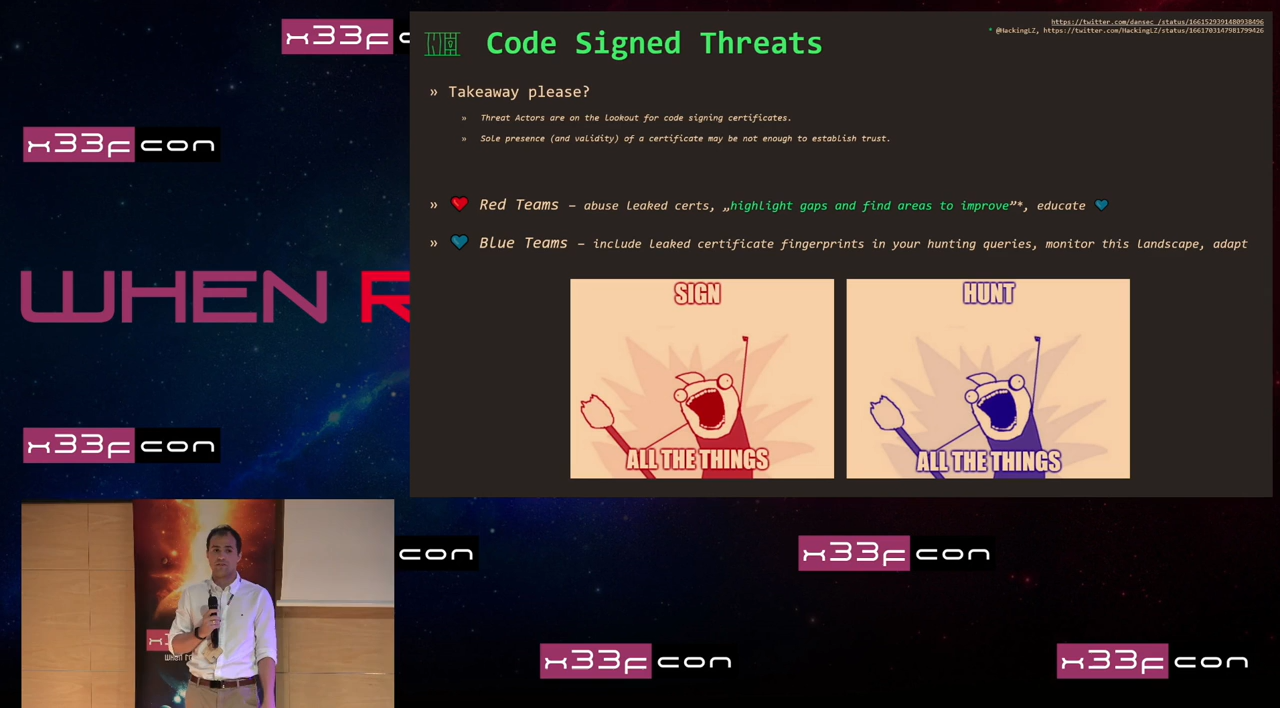 x33fcon
https://twitter.com/dansec_/status/1661529391480938496
* @HackingLZ, https://twitter.com/HackingLZ/status/1661703147981799426
Code Signed Threats
» Takeaway please?
» Threat Actors are on the Lookout for code signing certificates.
» Sole presence (and validity) of a certificate may be not enough to establish trust.
x33fcon
» Red Teams – abuse leaked certs, „highlight gaps and find areas to improve”*, educate
» Blue Teams – include leaked certificate fingerprints in your hunting queries, monitor this landscape, adapt
WHEN R
SIGN
ALL THE THINGS
HUNT
ALL THE THINGS
x33fcon
con
x33fcon
x33fcon
x33fcon